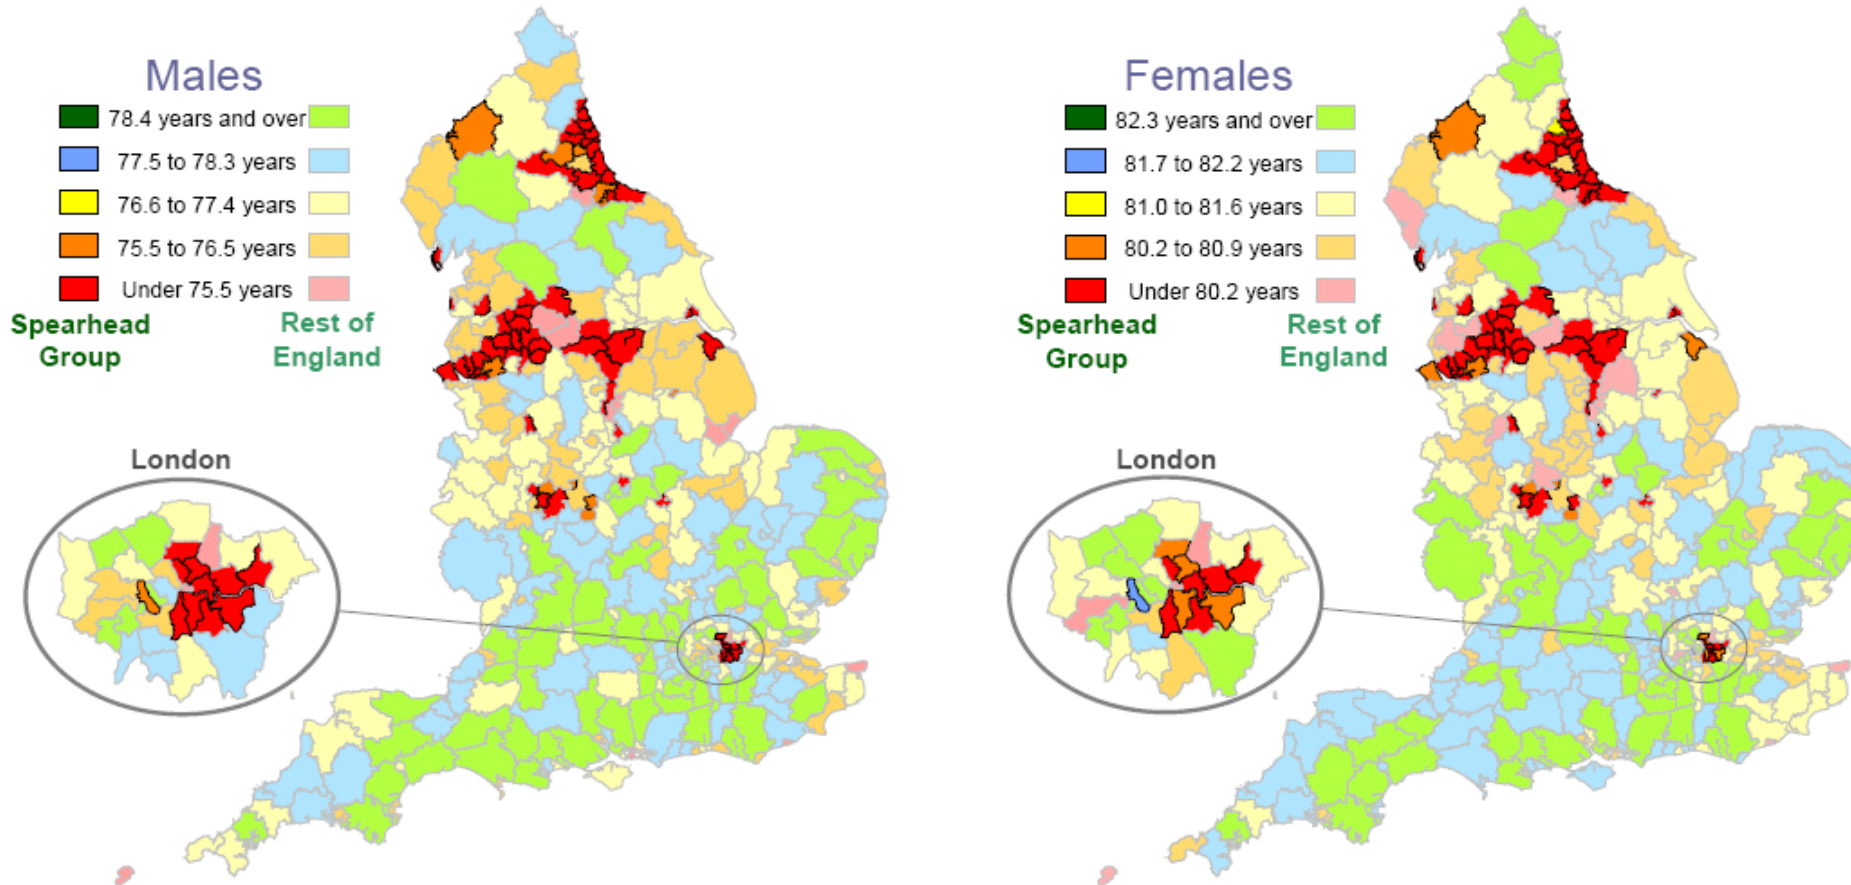 Males
78.4 years and over
77.5 to 78.3 years
76.6 to 77.4 years
75.5 to 76.5 years
Under 75.5 years
Spearhead
Group
Rest of
England
London
Females
82.3 years and over
81.7 to 82.2 years
81.0 to 81.6 years
80.2 to 80.9 years
Under 80.2 years
Spearhead
Group
Rest of
England
London